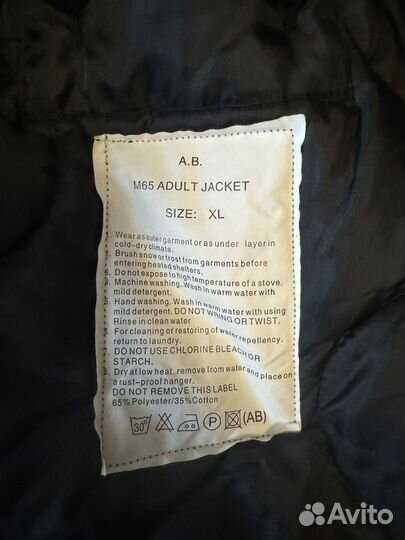 A.B.
M65 ADULT JACKET
SIZE: XL
1 Wear as outer garment or as under layer in
cold-dry climate.
2. Brush snow or frost from garments before
entering heated shelters.
Do not expose to high temperature of a stove.
4. Machine washing. Wash in warm water with
mild detergent.
5. Hand washing. Wash in warm water with using
mild detergent. DO NOT WRING OR TWIST.
Rinse in clean water
For cleaning or restoring of water repellency.
return to laundry.
7. DO NOT USE CHLORINE BLEACH OR
STARCH.
Dry at low heat, remove from water and place on
a rust-proof hanger.
DO NOT REMOVE THIS LABEL
65% Polyester/35%Cotton
30° P (AB)
Avito